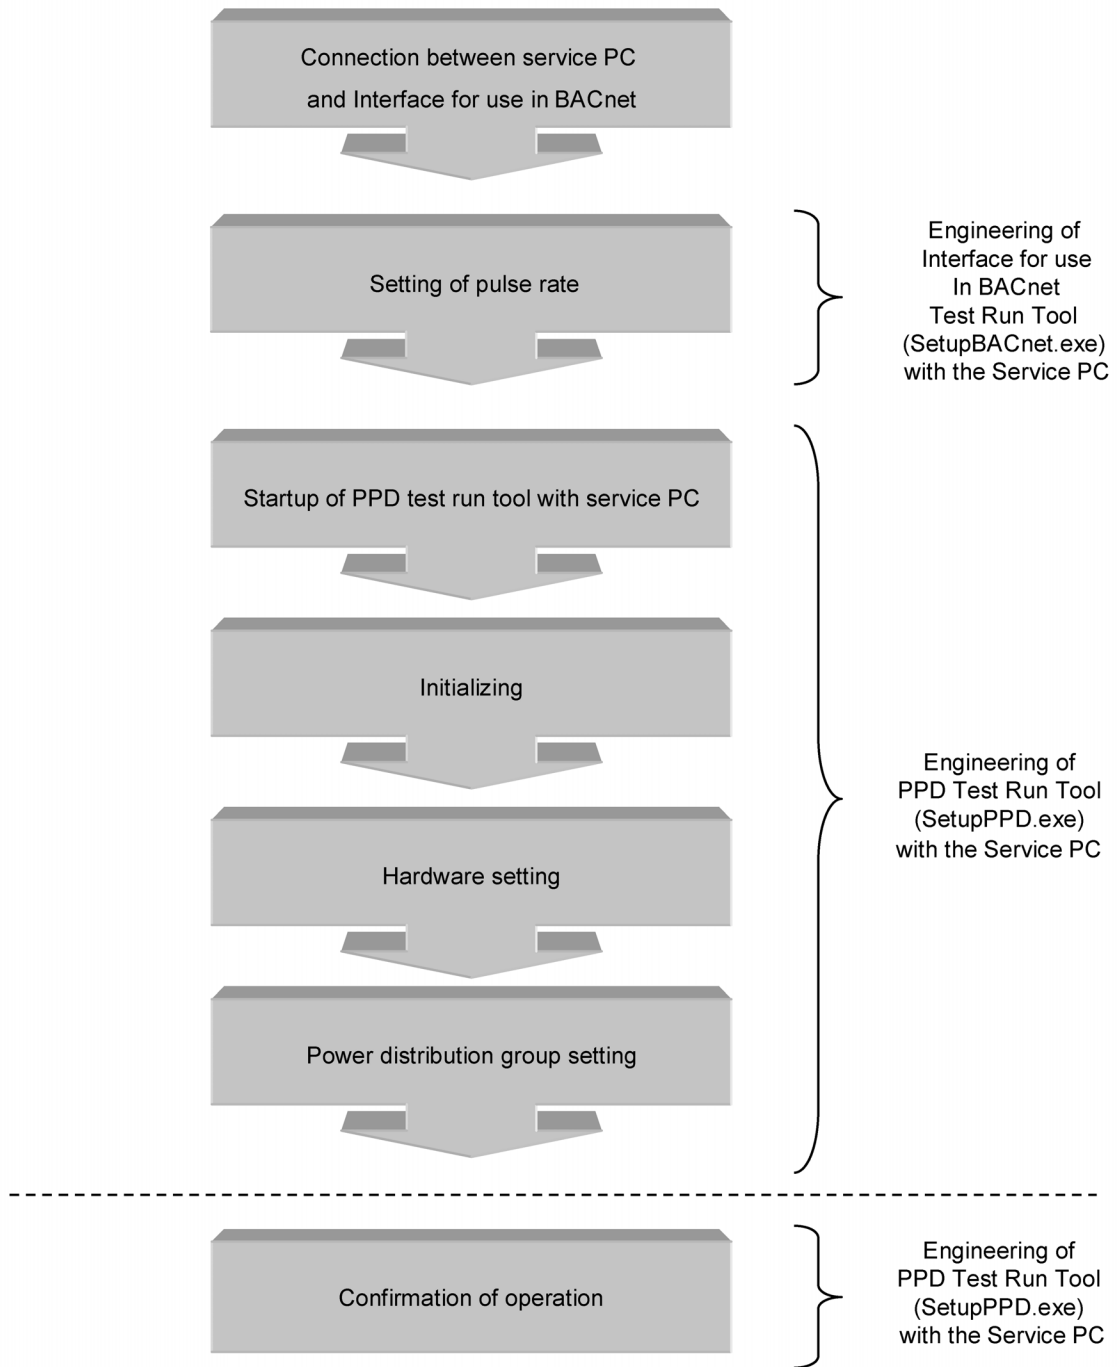 Connection between service PC
and Interface for use in BACnet
Setting of pulse rate
Engineering of
Interface for use
In BACnet
Test Run Tool
(SetupBACnet.exe)
with the Service PC
Startup of PPD test run tool with service PC
Initializing
Hardware setting
Power distribution group setting
Engineering of
PPD Test Run Tool
(SetupPPD.exe)
with the Service PC
Confirmation of operation
Engineering of
PPD Test Run Tool
(SetupPPD.exe)
with the Service PC